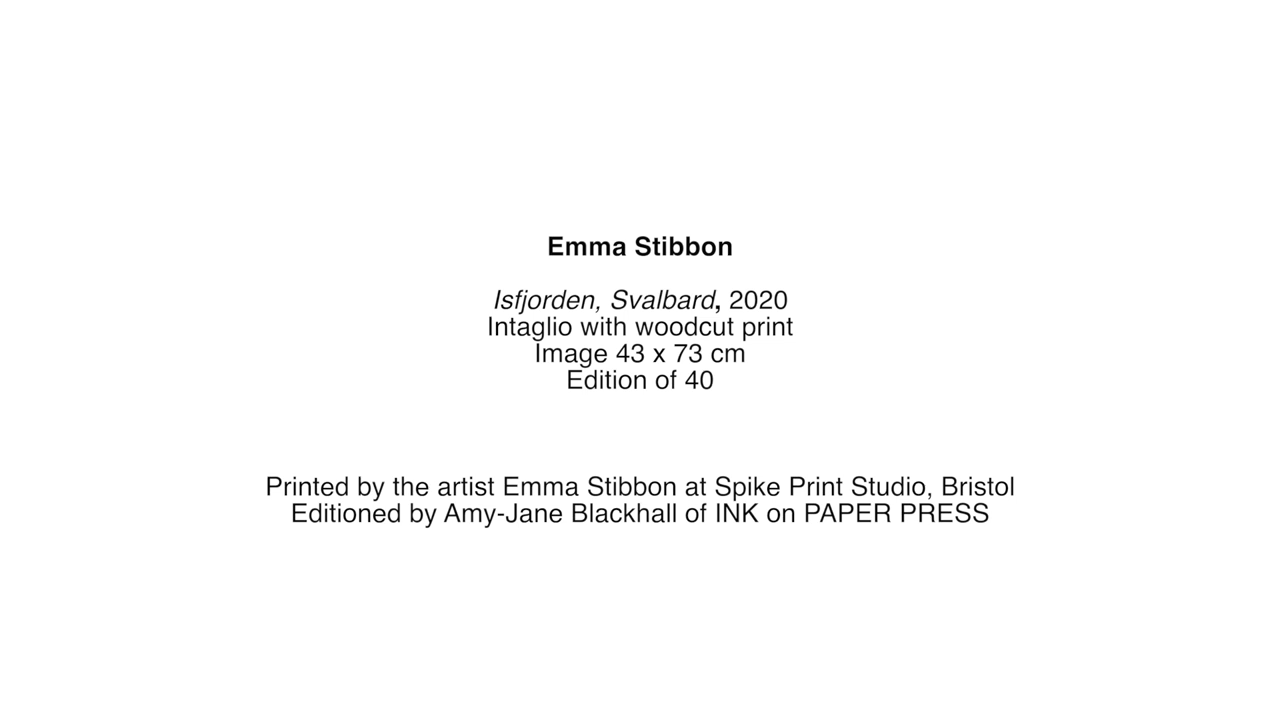 Emma Stibbon
Isfjorden, Svalbard, 2020
Intaglio with woodcut print
Image 43 x 73 cm
Edition of 40
Printed by the artist Emma Stibbon at Spike Print Studio, Bristol
Editioned by Amy-Jane Blackhall of INK on PAPER PRESS